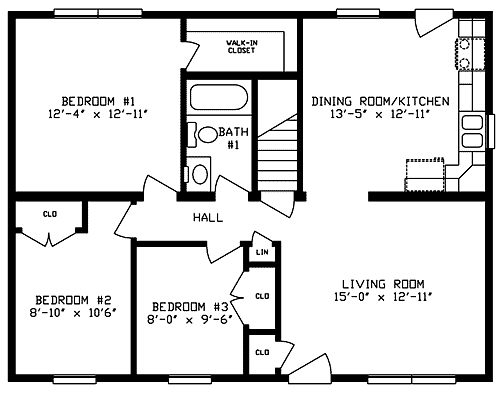 WALK-IN
CLOSET
BEDROOM #1
12'-4" x 12'-11"
BATH
#1
DINING ROOM/KITCHEN
13'-5" x 12'-11"
CLO
HALL
LIN
BEDROOM #2
8'-10" x 10'6"
BEDROOM #3
8'-0" x 9'-6"
CLO
LIVING ROOM
15'-0" x 12'-11"
CLO